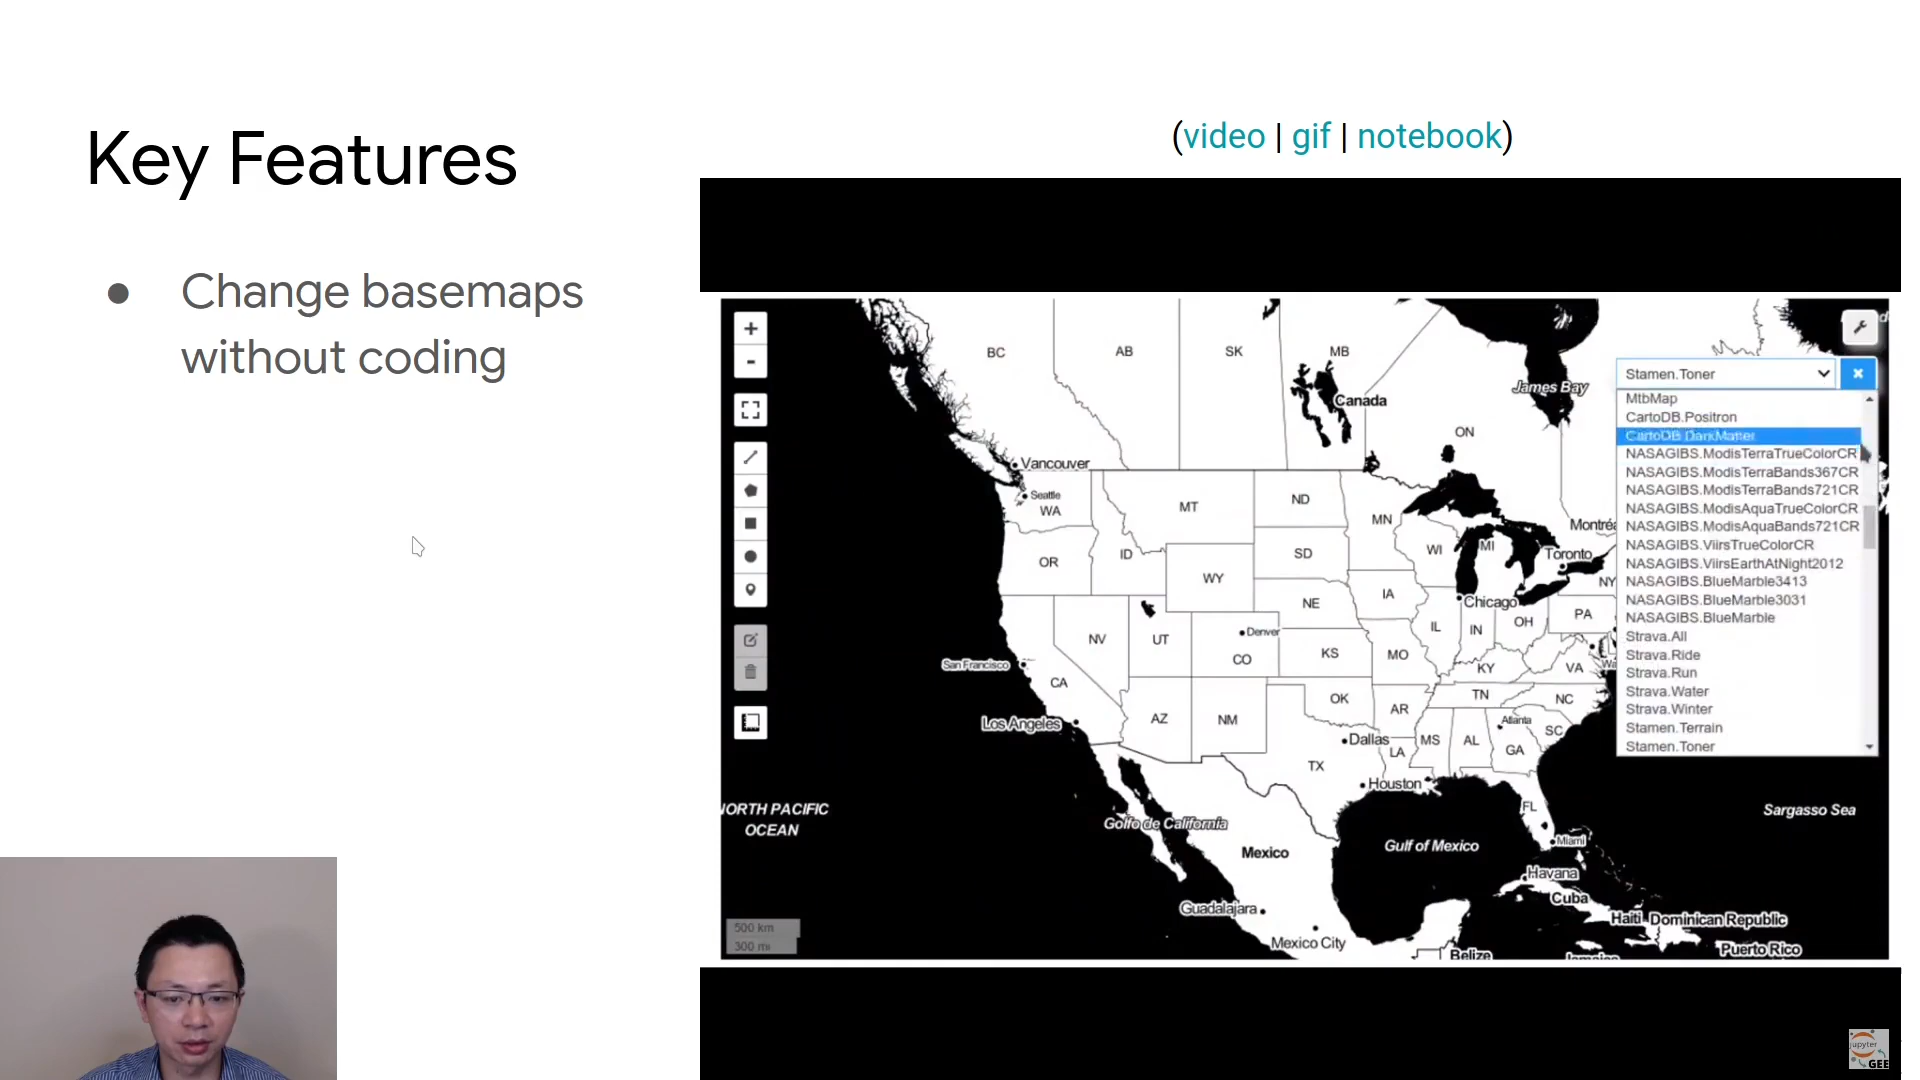 Key Features
● Change basemaps
without coding
(video | gif | notebook)
Stamen.Toner
MtbMap
CartoDB.Positron
CartoDB.DarkMatter
NASAGIBS.ModisTerraTrueColorCR
NASAGIBS.ModisTerraBands367CR
NASAGIBS.ModisTerraBands721CR
NASAGIBS.ModisAquaTrueColorCR
NASAGIBS.ModisAquaBands721CR
NASAGIBS.ViirsTrueColorCR
NASAGIBS.ViirsEarthAtNight2012
NASAGIBS.BlueMarble3413
NASAGIBS.BlueMarble3031
NASAGIBS.BlueMarble
Strava.All
Strava.Ride
Strava.Run
Strava.Water
Strava.Winter
Stamen.Terrain
Stamen.Toner
BC
AB
SK
MB
James Bay
Canada
ON
Vancouver
Seattle
WA
MT
ND
MN
Toronto
OR
ID
SD
WI
MI
WY
NY
NE
IA
Chicago
PA
NV
UT
Denver
CO
KS
MO
IL
IN
OH
KY
VA
San Francisco
CA
AZ
NM
OK
AR
TN
NC
Los Angeles
Dallas
LA
MS
AL
Atlanta
GA
SC
TX
Houston
FL
NORTH PACIFIC
OCEAN
Golfo de California
Mexico
Gulf of Mexico
Miami
Sargasso Sea
Havana
Cuba
Guadalajara
Haiti
Dominican Republic
Mexico City
Belize
Puerto Rico
500 km
300 mi
jupyter
GEE